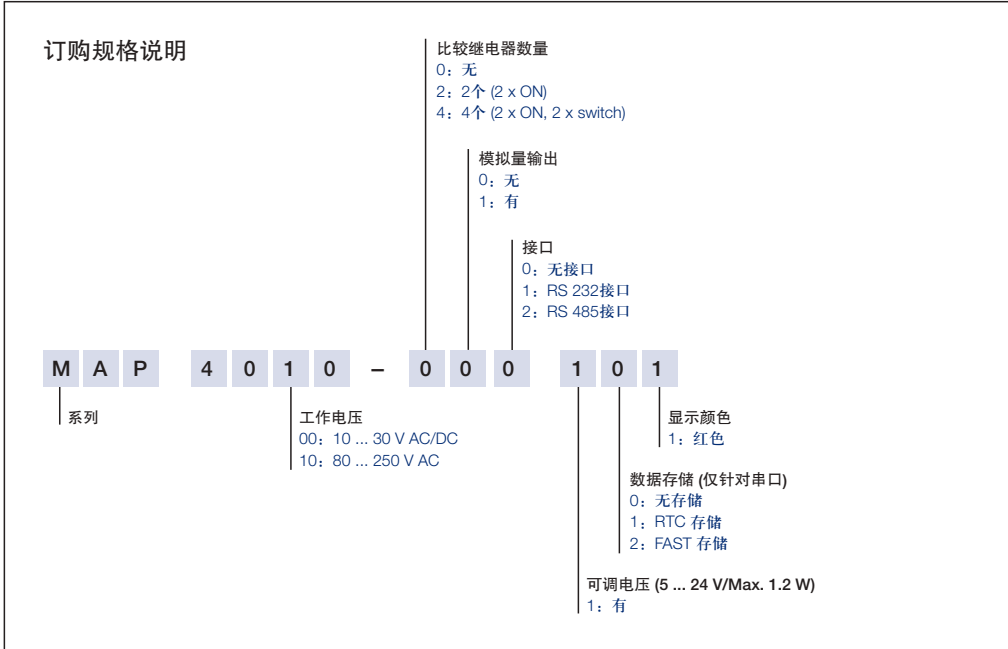 订购规格说明
比较继电器数量
0：无
2：2个 (2 x ON)
4：4个 (2 x ON, 2 x switch)
模拟量输出
0：无
1：有
接口
0：无接口
1：RS 232接口
2：RS 485接口
M A P 4 0 1 0 – 0 0 0 1 0 1
系列
工作电压
00：10 ... 30 V AC/DC
10：80 ... 250 V AC
显示颜色
1：红色
数据存储 (仅针对串口)
0：无存储
1：RTC 存储
2：FAST 存储
可调电压 (5 ... 24 V/Max. 1.2 W)
1：有